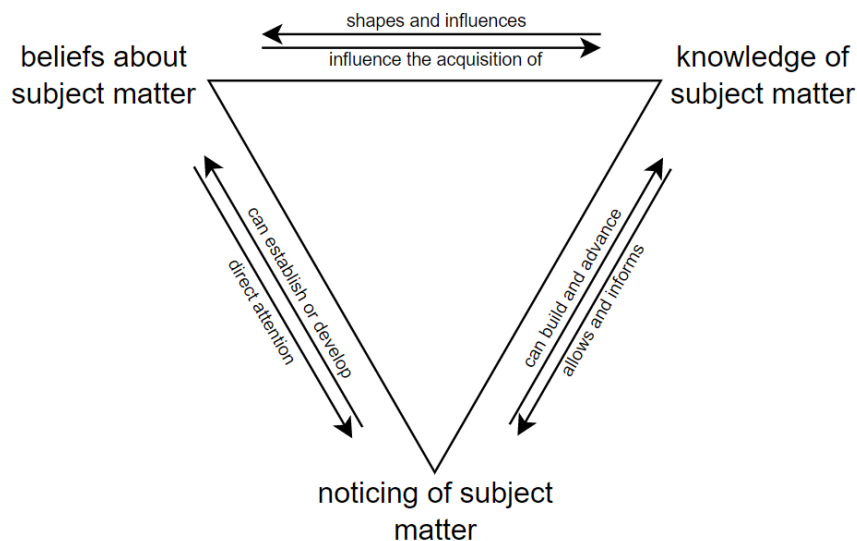 shapes and influences
influence the acquisition of
beliefs about
subject matter
knowledge of
subject matter
can establish or develop
direct attention
can build and advance
allows and informs
noticing of subject
matter